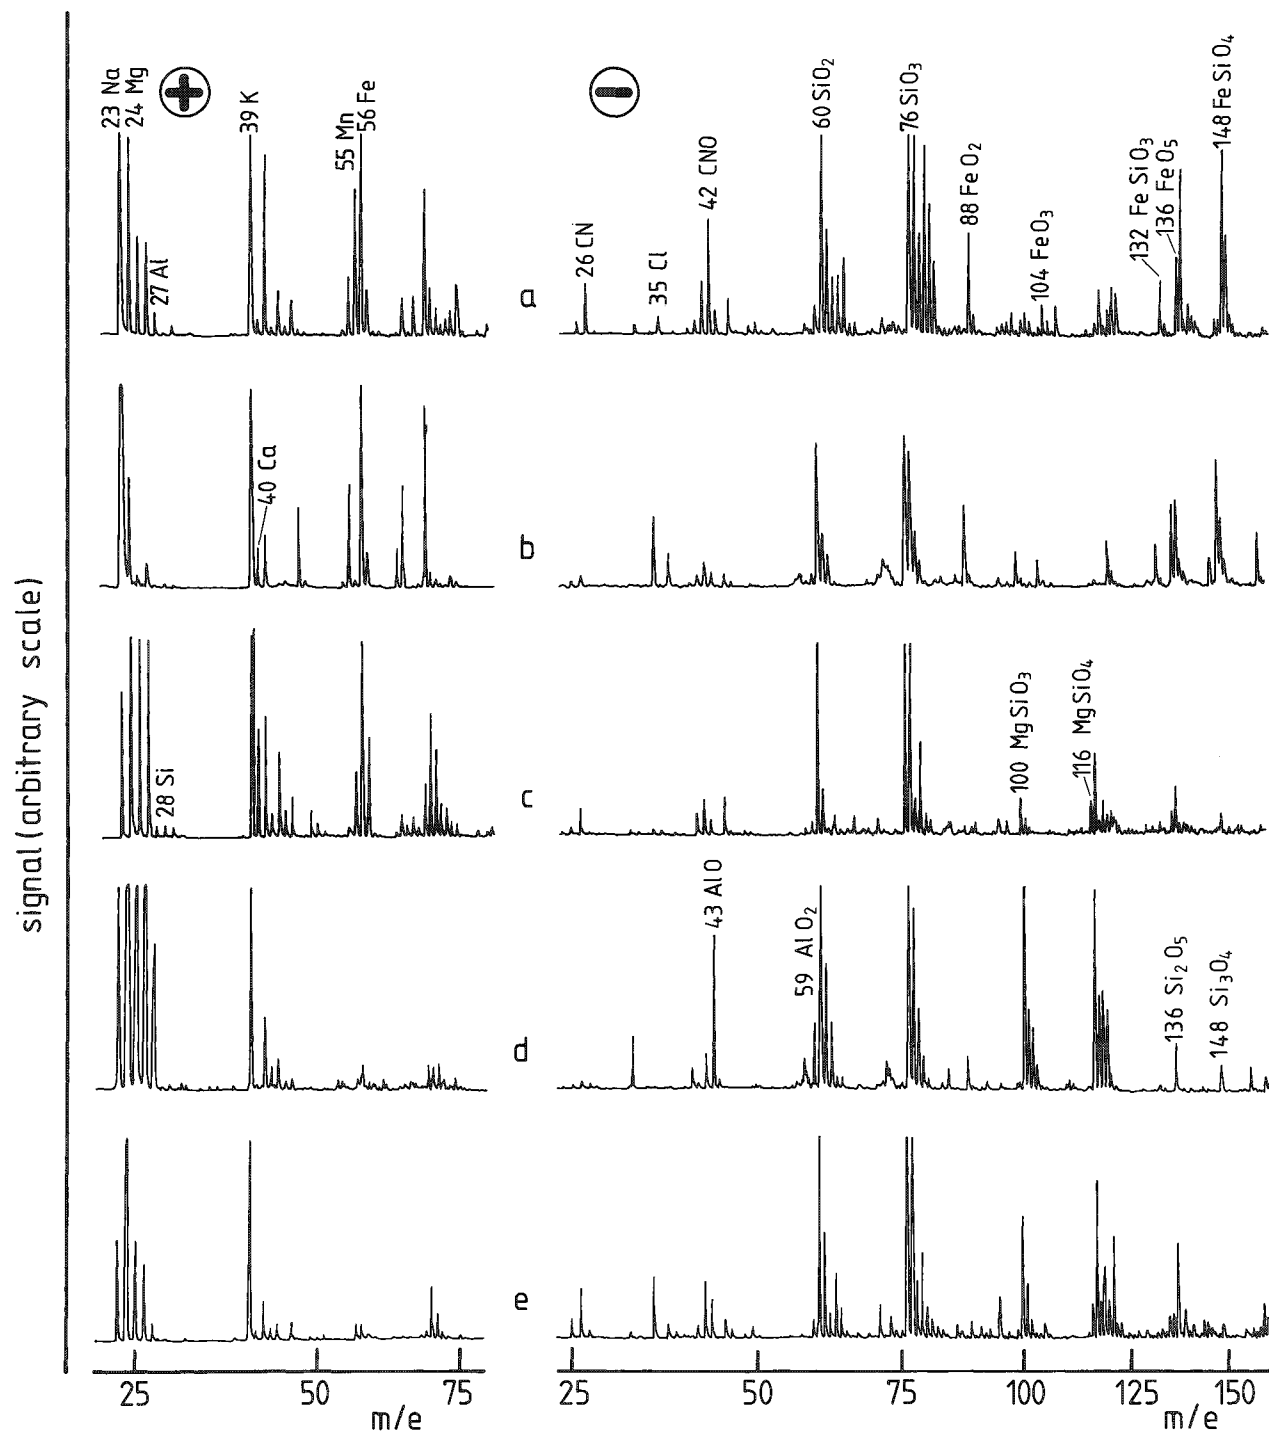 signal (arbitrary scale)
23 Na
24 Mg
27 Al
39 K
55 Mn
56 Fe
26 CN
35 Cl
42 CNO
60 SiO₂
76 SiO₃
88 FeO₂
104 FeO₃
132 FeSiO₃
136 FeO₅
148 FeSiO₄
a
40 Ca
b
28 Si
c
100 MgSiO₃
116 MgSiO₄
d
43 AlO
59 AlO₂
136 Si₂O₅
148 Si₃O₄
e
25 50 75
m/e
25 50 75 100 125 150
m/e